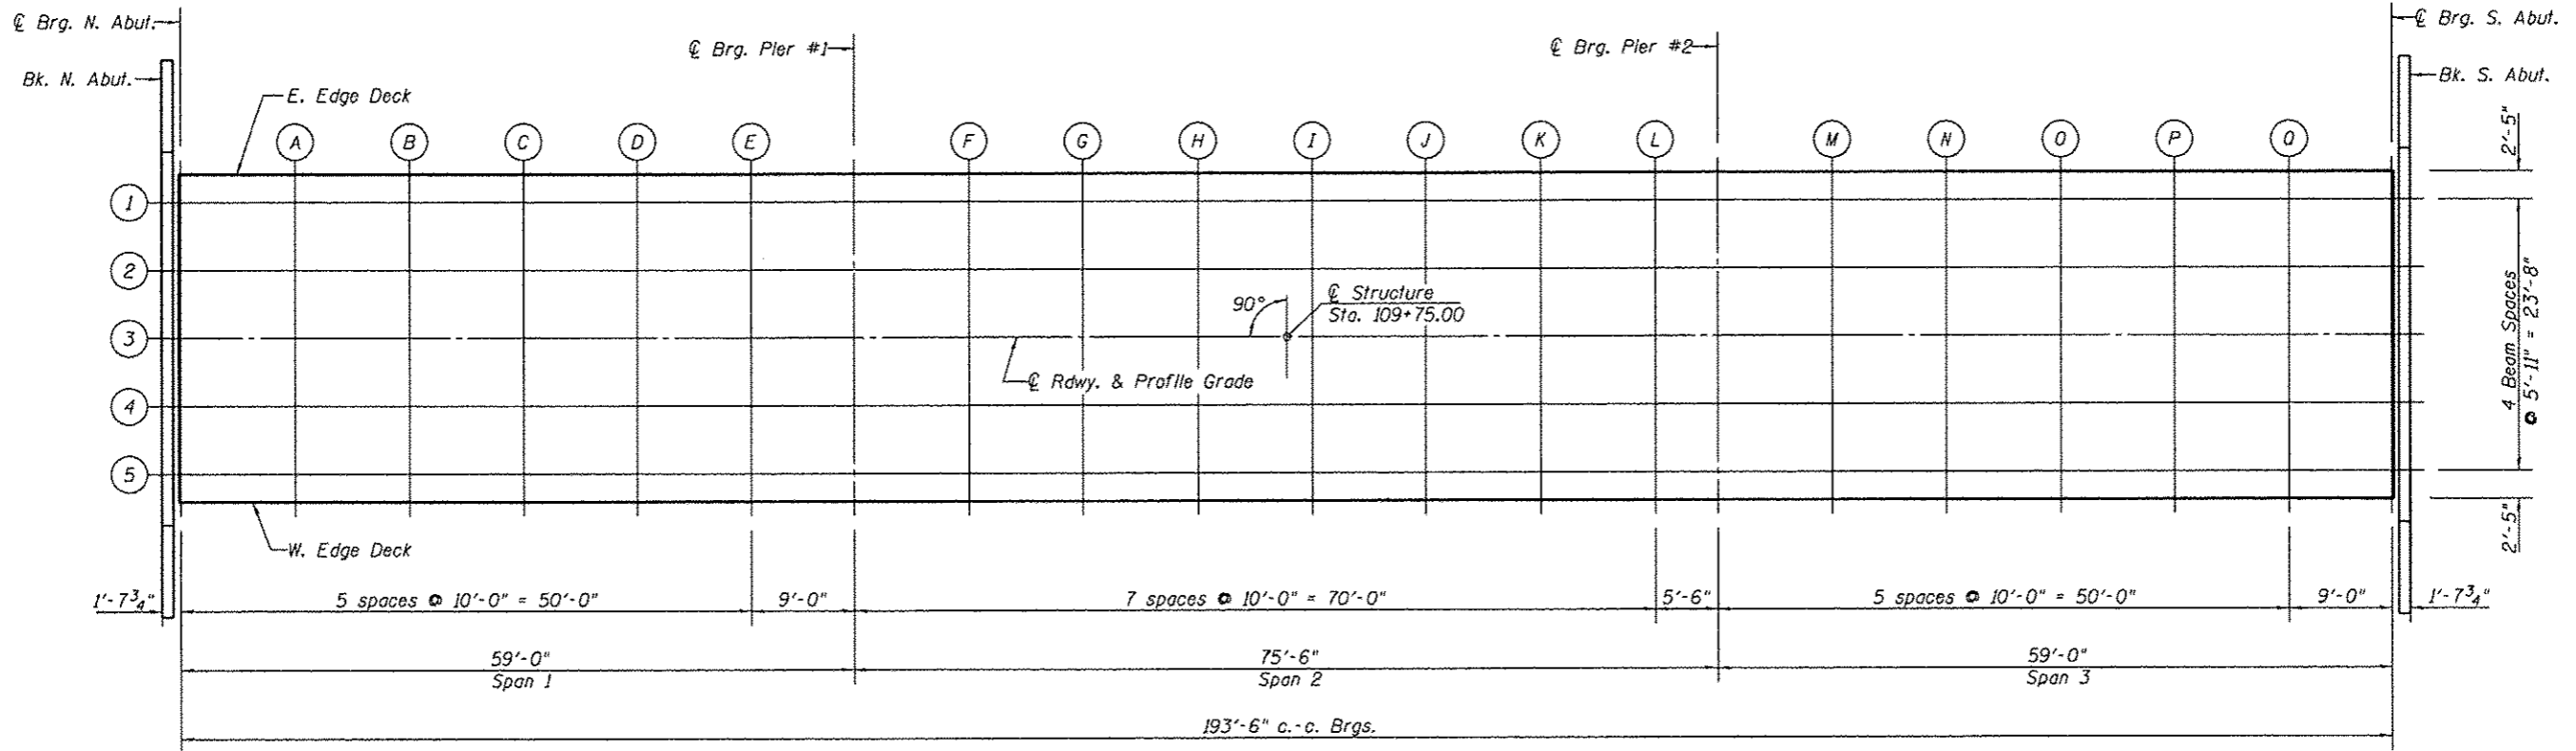 ℄ Brg. N. Abut.
℄ Brg. S. Abut.
℄ Brg. Pier #1
℄ Brg. Pier #2
Bk. N. Abut.
Bk. S. Abut.
E. Edge Deck
2'-5"
A B C D E F G H I J K L M N O P Q
1
2
3
4
5
90°
℄ Structure
Sta. 109+75.00
℄ Rdwy. & Profile Grade
4 Beam Spaces
@ 5'-11" = 23'-8"
W. Edge Deck
2'-5"
1'-7 3/4"
5 spaces @ 10'-0" = 50'-0"
9'-0"
7 spaces @ 10'-0" = 70'-0"
5'-6"
5 spaces @ 10'-0" = 50'-0"
9'-0"
1'-7 3/4"
59'-0"
Span 1
75'-6"
Span 2
59'-0"
Span 3
193'-6" c.-c. Brgs.